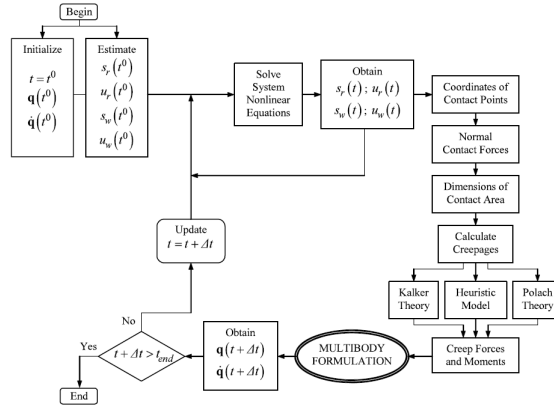 Begin
Initialize
t = t⁰
q(t⁰)
q̇(t⁰)
Estimate
s_r(t⁰)
u_r(t⁰)
s_w(t⁰)
u_w(t⁰)
Solve
System
Nonlinear
Equations
Obtain
s_r(t) ; u_r(t)
s_w(t) ; u_w(t)
Coordinates of
Contact Points
Normal
Contact Forces
Dimensions of
Contact Area
Calculate
Creepages
Kalker
Theory
Heuristic
Model
Polach
Theory
Creep Forces
and Moments
MULTIBODY
FORMULATION
Obtain
q(t + Δt)
q̇(t + Δt)
t + Δt > t_end
No
Update
t = t + Δt
Yes
End